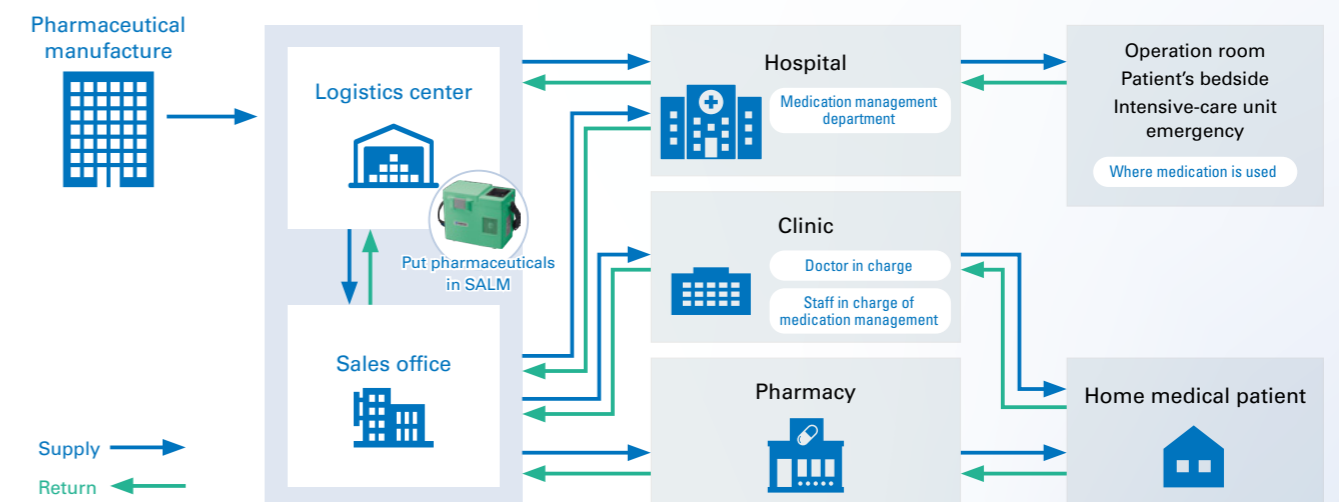 Pharmaceutical
manufacture
Logistics center
Put pharmaceuticals
in SALM
Sales office
Supply
Return
Hospital
Medication management
department
Clinic
Doctor in charge
Staff in charge of
medication management
Pharmacy
Operation room
Patient's bedside
Intensive-care unit
emergency
Where medication is used
Home medical patient